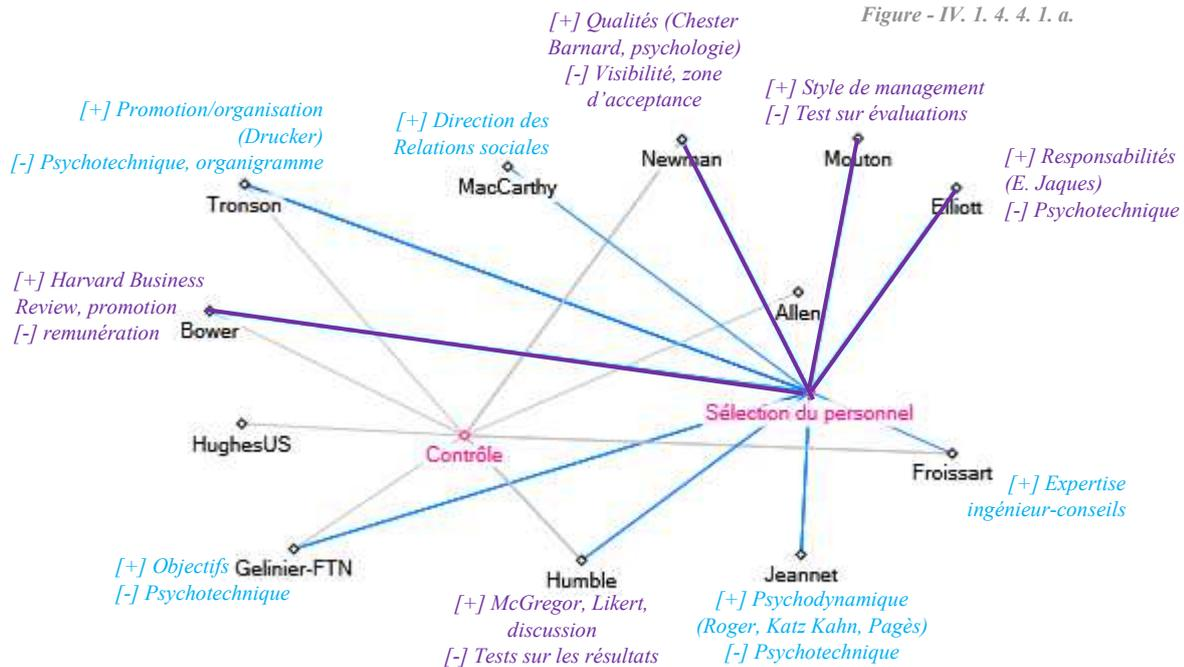 Figure - IV. 1. 4. 4. 1. a.
[+] Qualités (Chester
Barnard, psychologie)
[-] Visibilité, zone
d’acceptance
Newman
[+] Style de management
[-] Test sur évaluations
Mouton
[+] Promotion/organisation
(Drucker)
[-] Psychotechnique, organigramme
Tronson
[+] Direction des
Relations sociales
MacCarthy
[+] Responsabilités
(E. Jaques)
[-] Psychotechnique
Elliott
[+] Harvard Business
Review, promotion
[-] remunération
Bower
Allen
Sélection du personnel
HughesUS
Contrôle
Froissart
[+] Expertise
ingénieur-conseils
[+] Objectifs
[-] Psychotechnique
Gelinier-FTN
Humble
[+] McGregor, Likert,
discussion
[-] Tests sur les résultats
Jeannet
[+] Psychodynamique
(Roger, Katz Kahn, Pagès)
[-] Psychotechnique